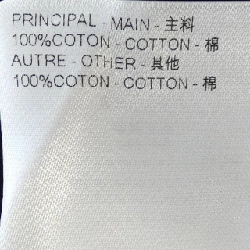 PRINCIPAL - MAIN - 主料
100%COTON - COTTON - 棉
AUTRE - OTHER - 其他
100%COTON - COTTON - 棉